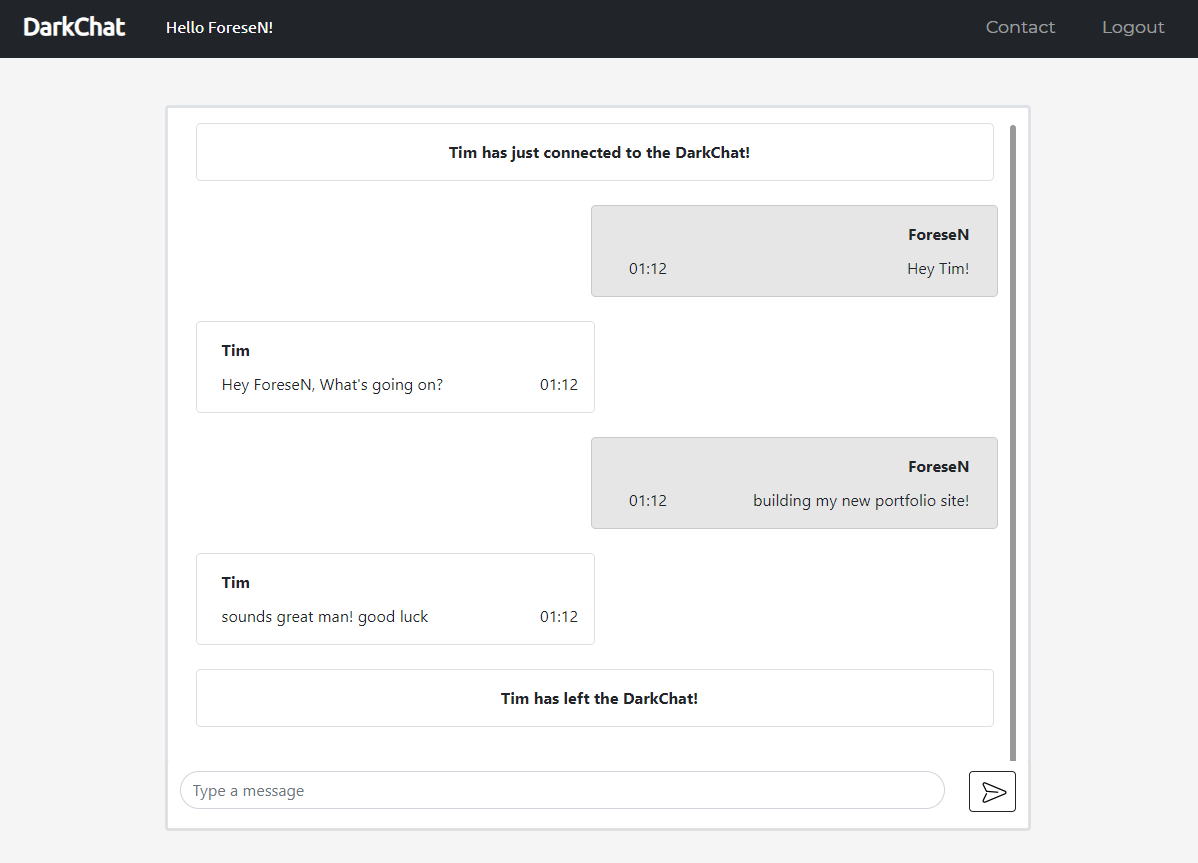 DarkChat Hello ForeseN! Contact Logout
Tim has just connected to the DarkChat!
ForeseN
01:12 Hey Tim!
Tim
Hey ForeseN, What's going on? 01:12
ForeseN
01:12 building my new portfolio site!
Tim
sounds great man! good luck 01:12
Tim has left the DarkChat!
Type a message